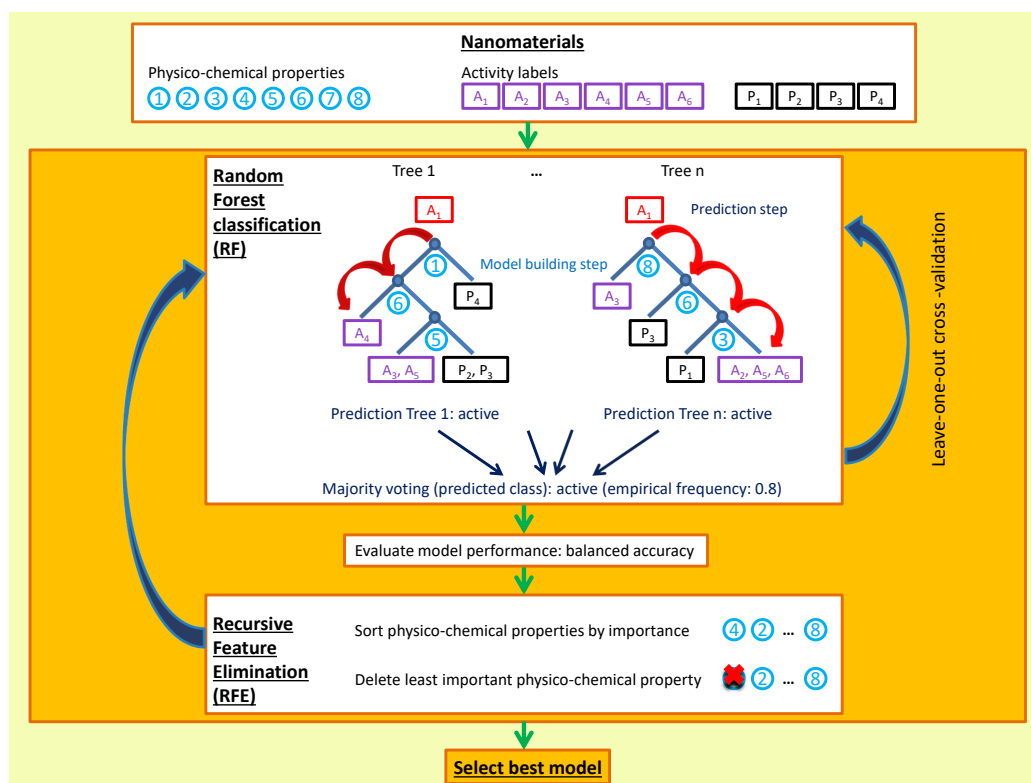 Nanomaterials
Physico-chemical properties
Activity labels
1 2 3 4 5 6 7 8
A₁ A₂ A₃ A₄ A₅ A₆ P₁ P₂ P₃ P₄
Random
Forest
classification
(RF)
Tree 1 ... Tree n
A₁
A₁
Prediction step
Model building step
1
8
P₄
A₃
6
6
A₄
P₃
5
3
A₃, A₅
P₂, P₃
P₁
A₂, A₅, A₆
Prediction Tree 1: active
Prediction Tree n: active
Majority voting (predicted class): active (empirical frequency: 0.8)
Leave-one-out cross -validation
Evaluate model performance: balanced accuracy
Recursive
Feature
Elimination
(RFE)
Sort physico-chemical properties by importance
4 2 ... 8
Delete least important physico-chemical property
2 ... 8
Select best model